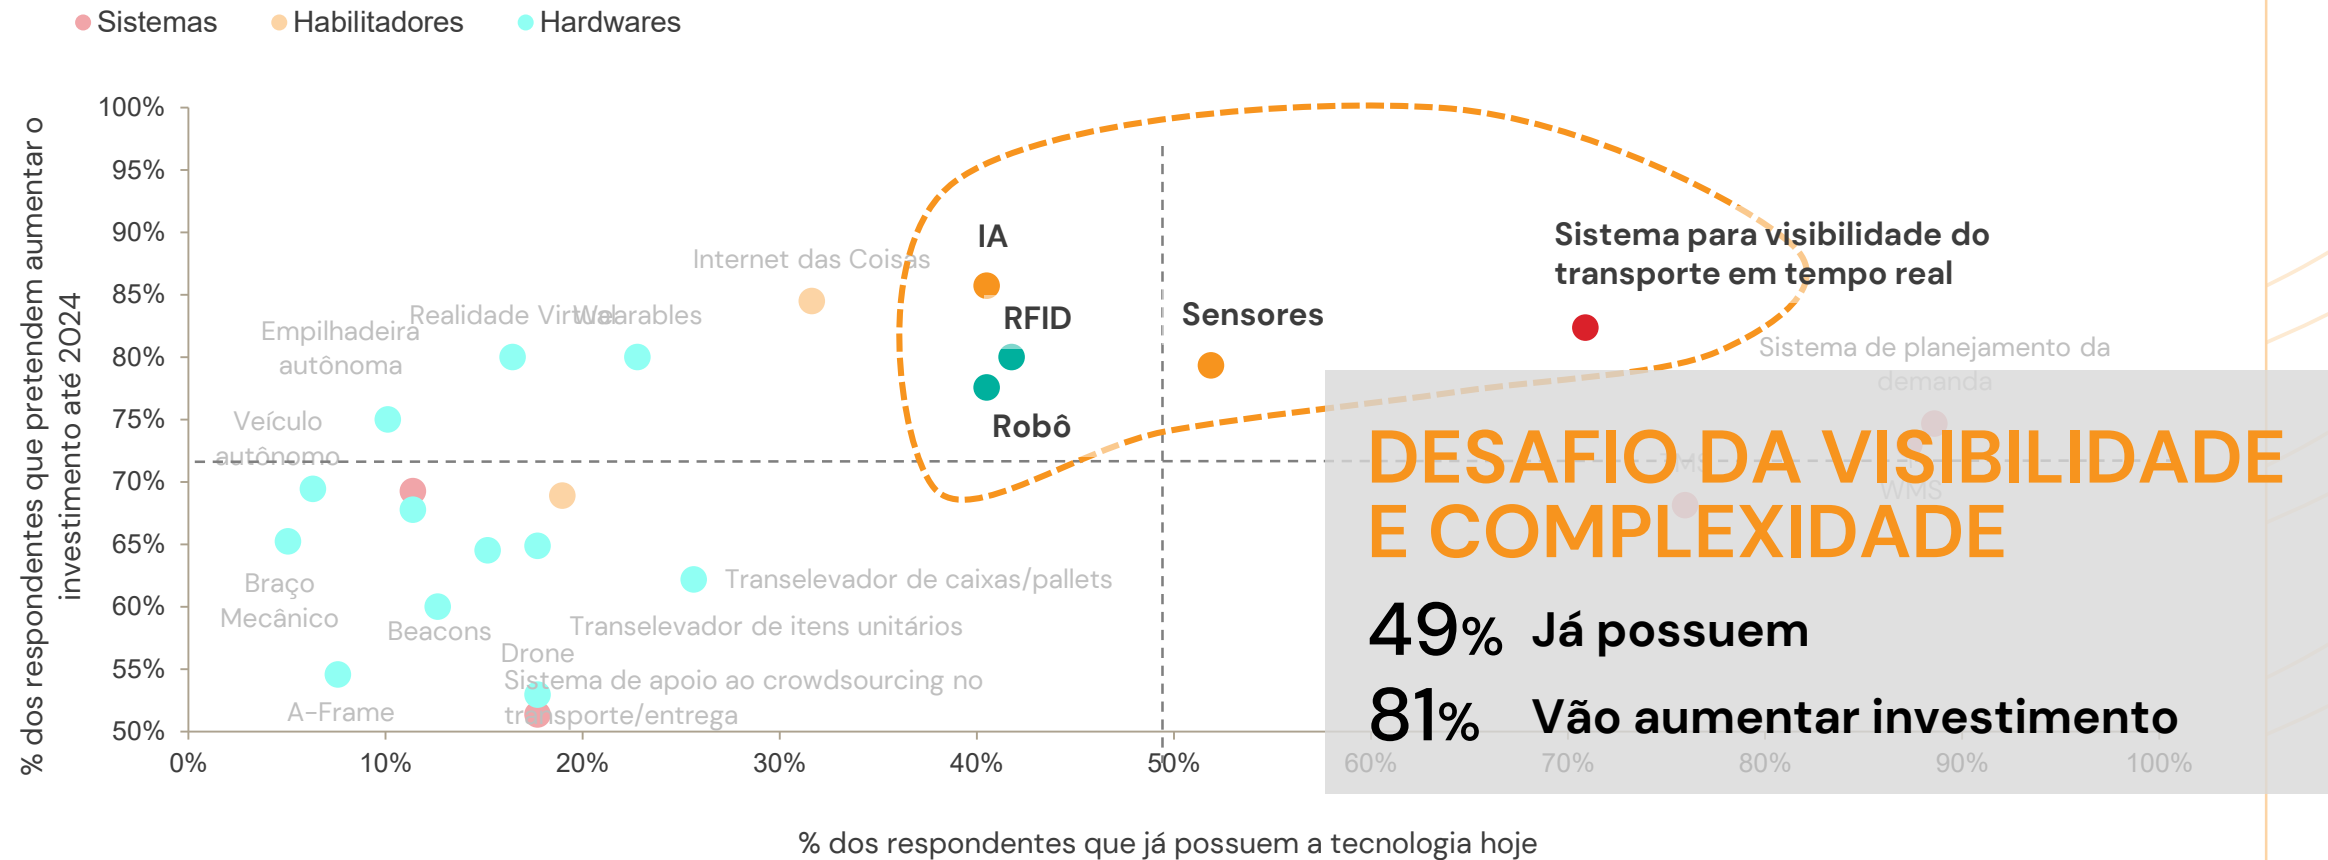 Sistemas Habilitadores Hardwares
% dos respondentes que pretendem aumentar o
investimento até 2024
100%
95%
90%
85%
80%
75%
70%
65%
60%
55%
50%
0% 10% 20% 30% 40% 50% 60% 70% 80% 90% 100%
% dos respondentes que já possuem a tecnologia hoje
IA
RFID
Robô
Sensores
Sistema para visibilidade do
transporte em tempo real
Internet das Coisas
Realidade Virtual
Wearables
Empilhadeira
autônoma
Veículo
autônomo
Braço
Mecânico
Beacons
A-Frame
Drone
Transelevador de caixas/pallets
Transelevador de itens unitários
Sistema de apoio ao crowdsourcing no
transporte/entrega
Sistema de planejamento da
demanda
TMS
WMS
DESAFIO DA VISIBILIDADE
E COMPLEXIDADE
49% Já possuem
81% Vão aumentar investimento